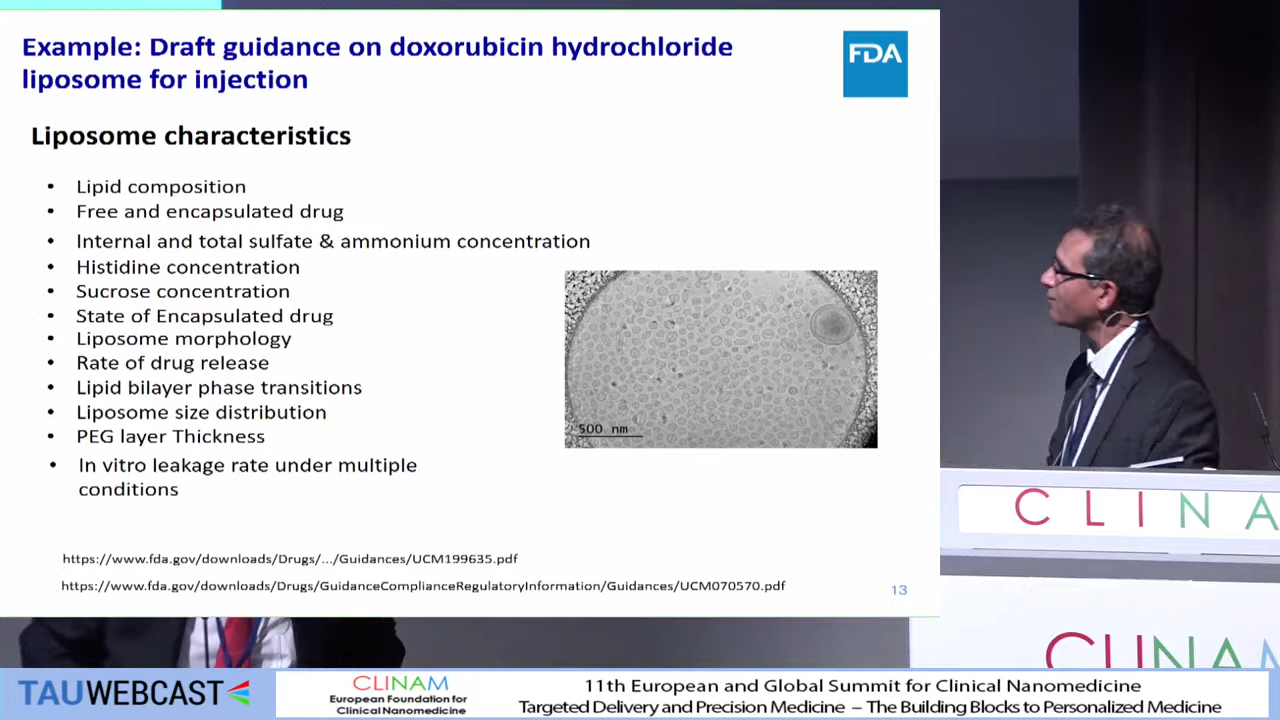 Example: Draft guidance on doxorubicin hydrochloride
liposome for injection
FDA
Liposome characteristics
• Lipid composition
• Free and encapsulated drug
• Internal and total sulfate & ammonium concentration
• Histidine concentration
• Sucrose concentration
• State of Encapsulated drug
• Liposome morphology
• Rate of drug release
• Lipid bilayer phase transitions
• Liposome size distribution
• PEG layer Thickness
• In vitro leakage rate under multiple
conditions
500 nm
https://www.fda.gov/downloads/Drugs/.../Guidances/UCM199635.pdf
https://www.fda.gov/downloads/Drugs/GuidanceComplianceRegulatoryInformation/Guidances/UCM070570.pdf
13
CLINA
CLINAM
TAUWEBCAST
CLINAM
European Foundation for
Clinical Nanomedicine
11th European and Global Summit for Clinical Nanomedicine
Targeted Delivery and Precision Medicine – The Building Blocks to Personalized Medicine